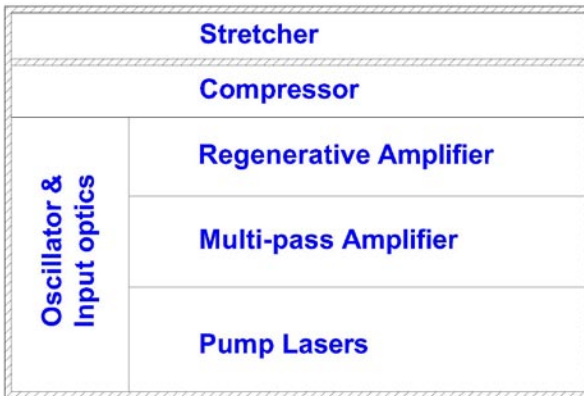 Stretcher
Compressor
Regenerative Amplifier
Oscillator &
Input optics
Multi-pass Amplifier
Pump Lasers